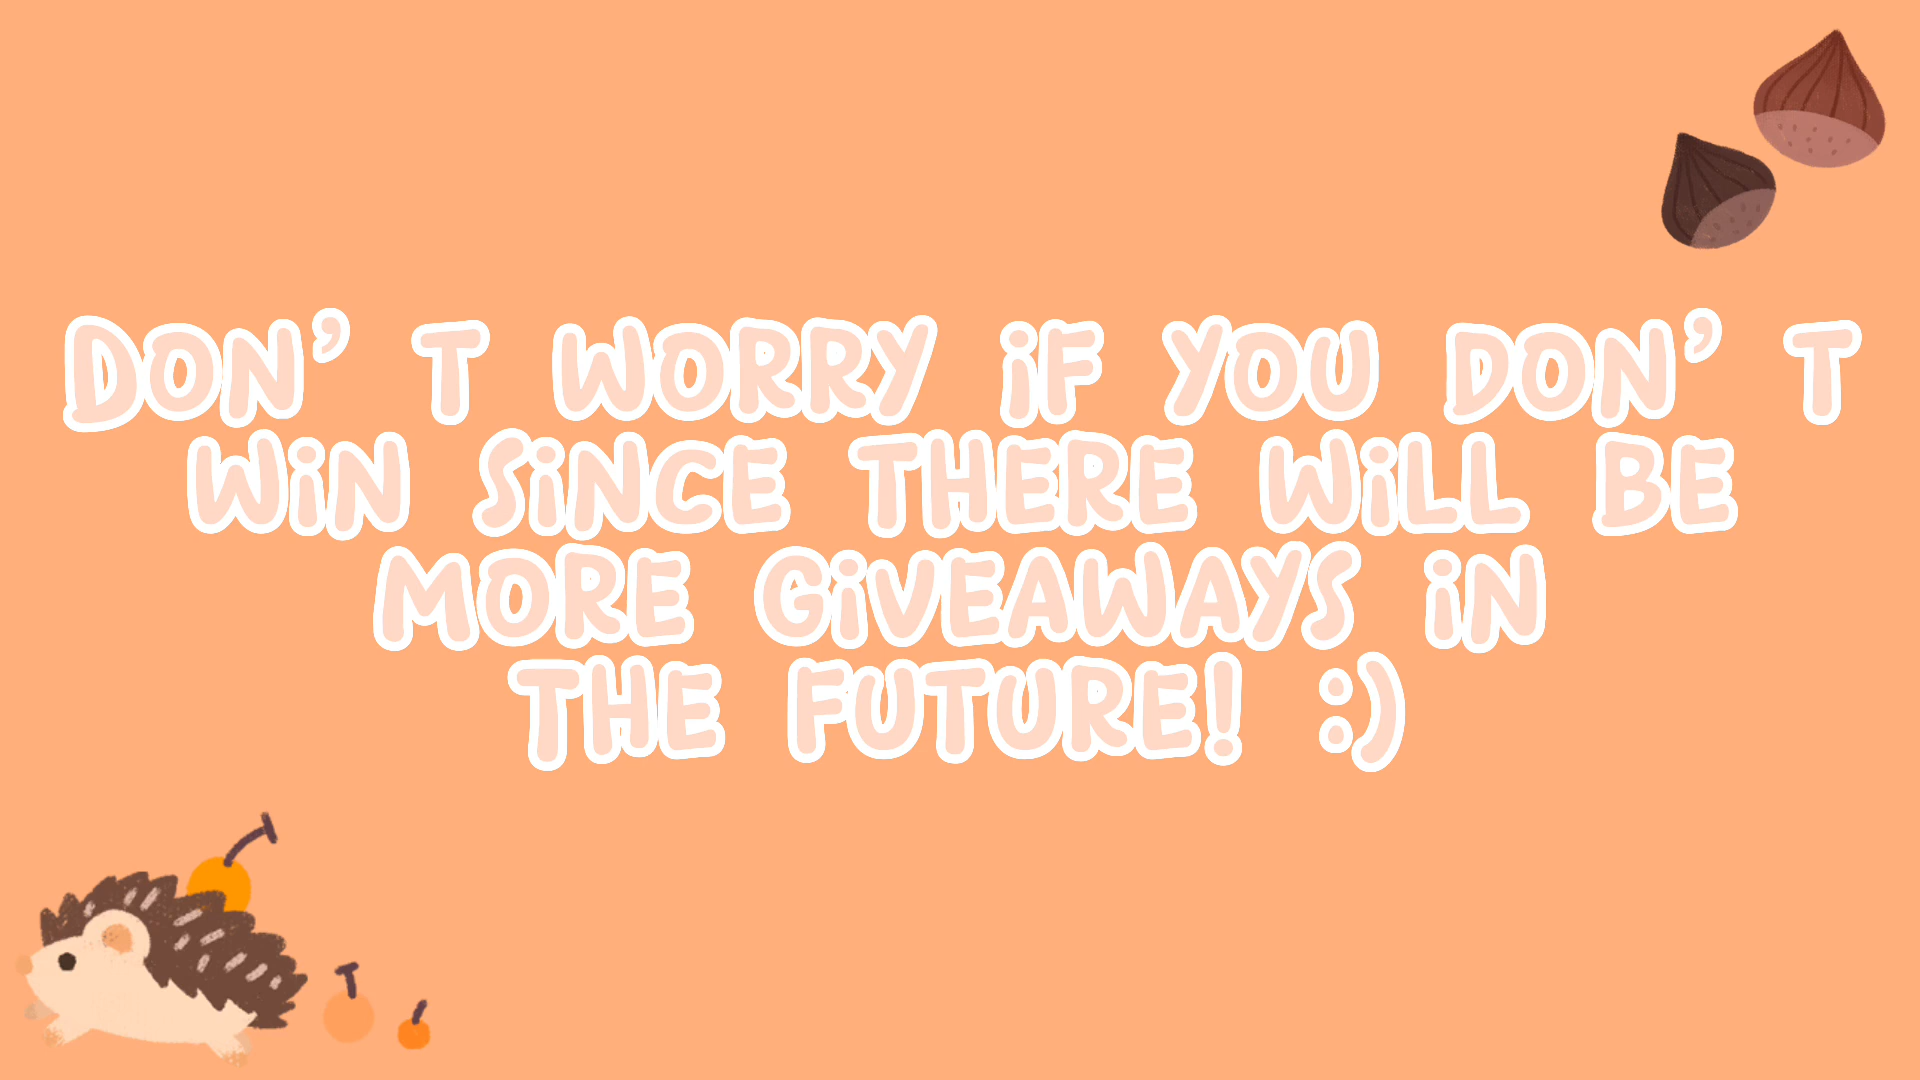 DON'T WORRY iF YOU DON'T
WiN SiNCE THERE WiLL BE
MORE GiVEAWAYS iN
THE FUTURE! :)